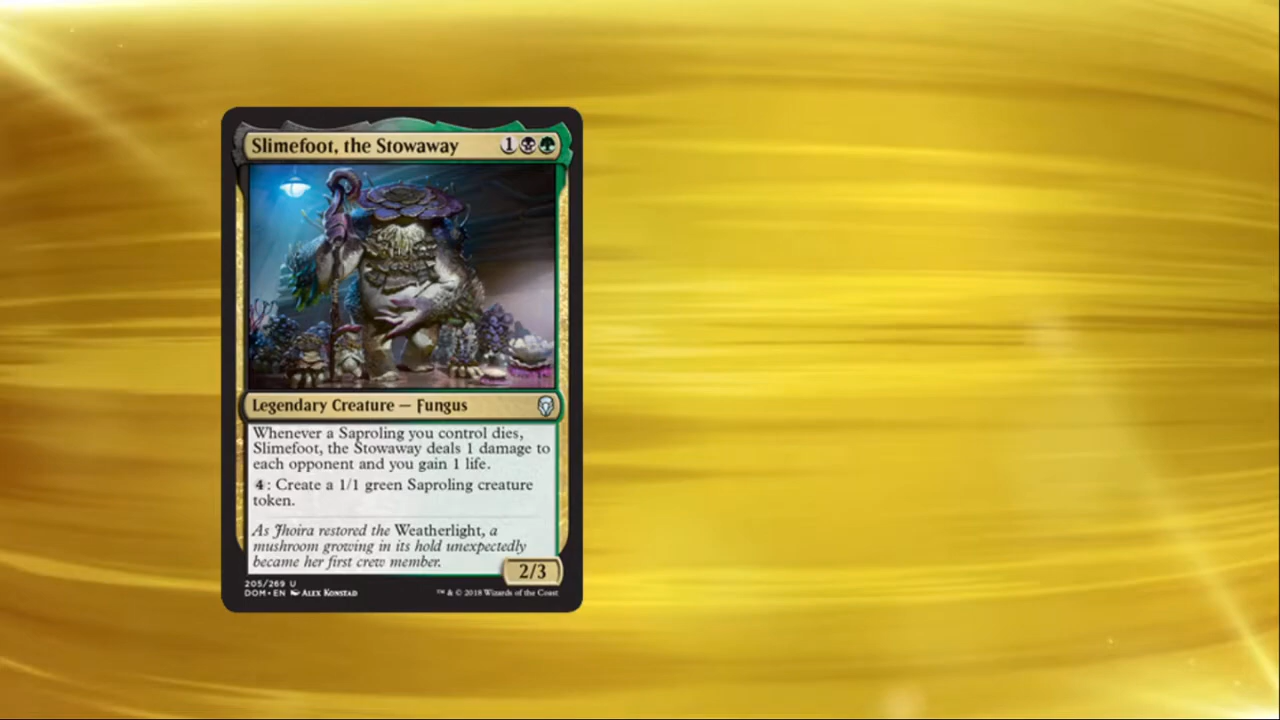 Slimefoot, the Stowaway 1
Legendary Creature — Fungus
Whenever a Saproling you control dies,
Slimefoot, the Stowaway deals 1 damage to
each opponent and you gain 1 life.
4: Create a 1/1 green Saproling creature
token.
As Jhoira restored the Weatherlight, a
mushroom growing in its hold unexpectedly
became her first crew member.
2/3
205/269 U
DOM • EN Alex Konstad ™ & © 2018 Wizards of the Coast